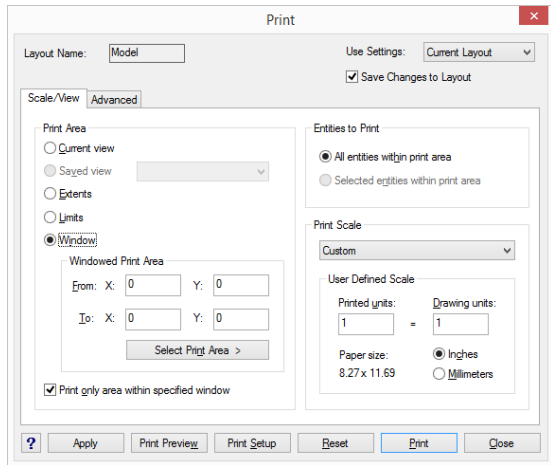 Print
Layout Name: Model
Use Settings: Current Layout
Save Changes to Layout
Scale/View Advanced
Print Area
Current view
Saved view
Extents
Limits
Window
Windowed Print Area
From: X: 0 Y: 0
To: X: 0 Y: 0
Select Print Area >
Print only area within specified window
Entities to Print
All entities within print area
Selected entities within print area
Print Scale
Custom
User Defined Scale
Printed units: Drawing units:
1 = 1
Paper size: Inches
8.27 x 11.69 Millimeters
? Apply Print Preview Print Setup Reset Print Close